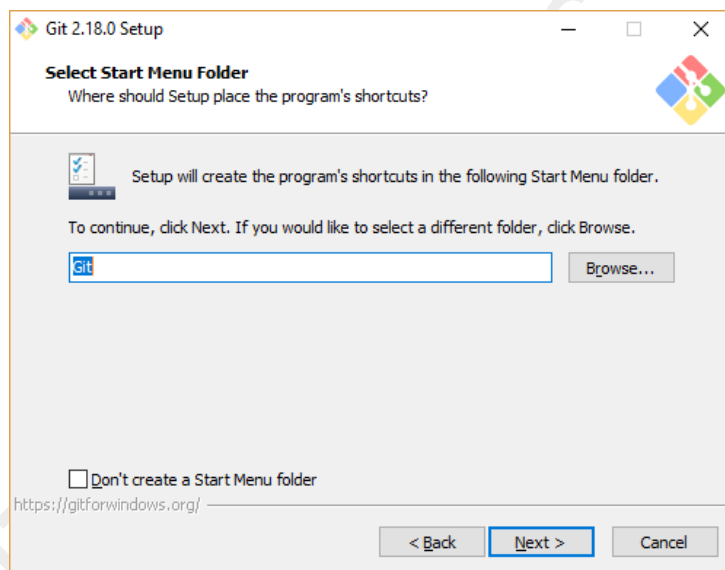 Git 2.18.0 Setup
Select Start Menu Folder
Where should Setup place the program's shortcuts?
Setup will create the program's shortcuts in the following Start Menu folder.
To continue, click Next. If you would like to select a different folder, click Browse.
Git
Browse...
Don't create a Start Menu folder
https://gitforwindows.org/
< Back
Next >
Cancel